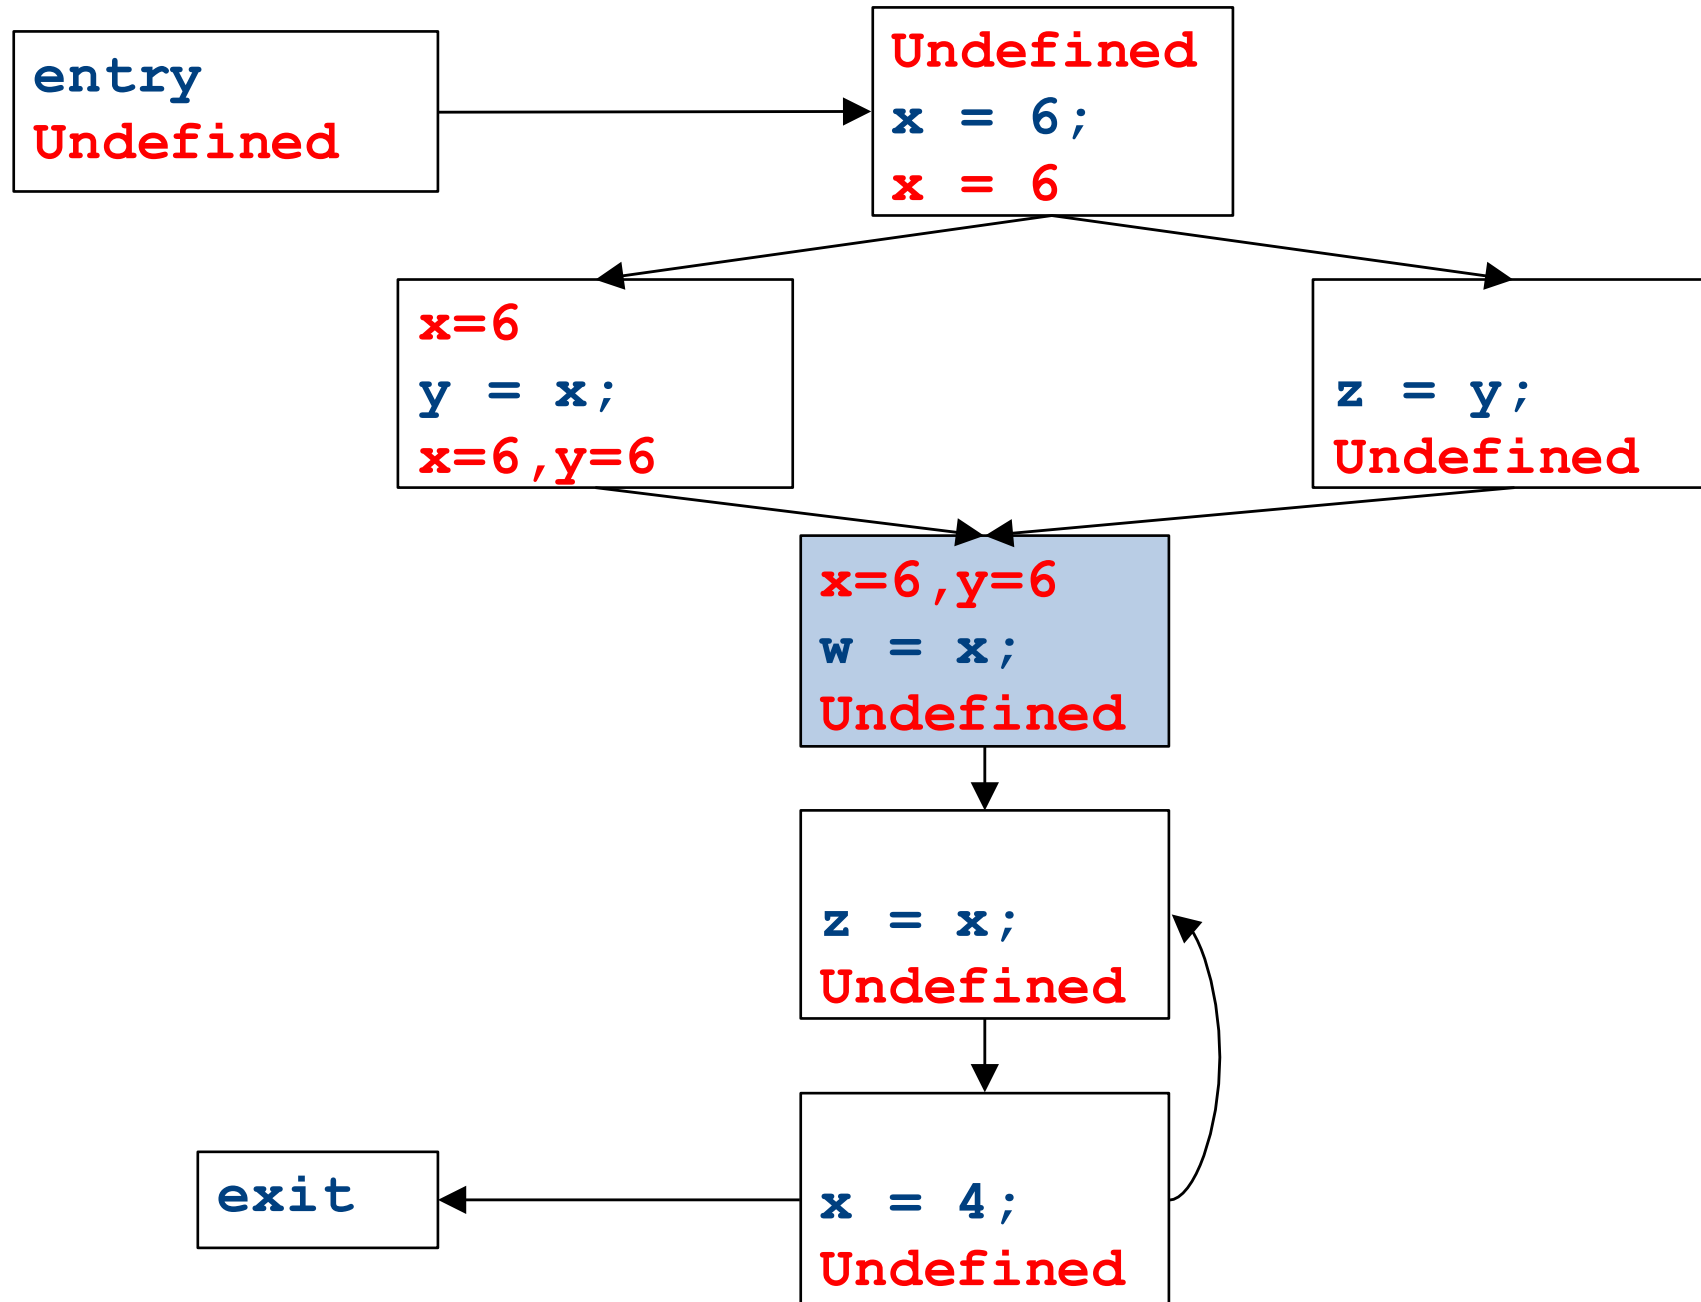 entry
Undefined
Undefined
x = 6;
x = 6
x=6
y = x;
x=6,y=6
z = y;
Undefined
x=6,y=6
w = x;
Undefined
z = x;
Undefined
x = 4;
Undefined
exit